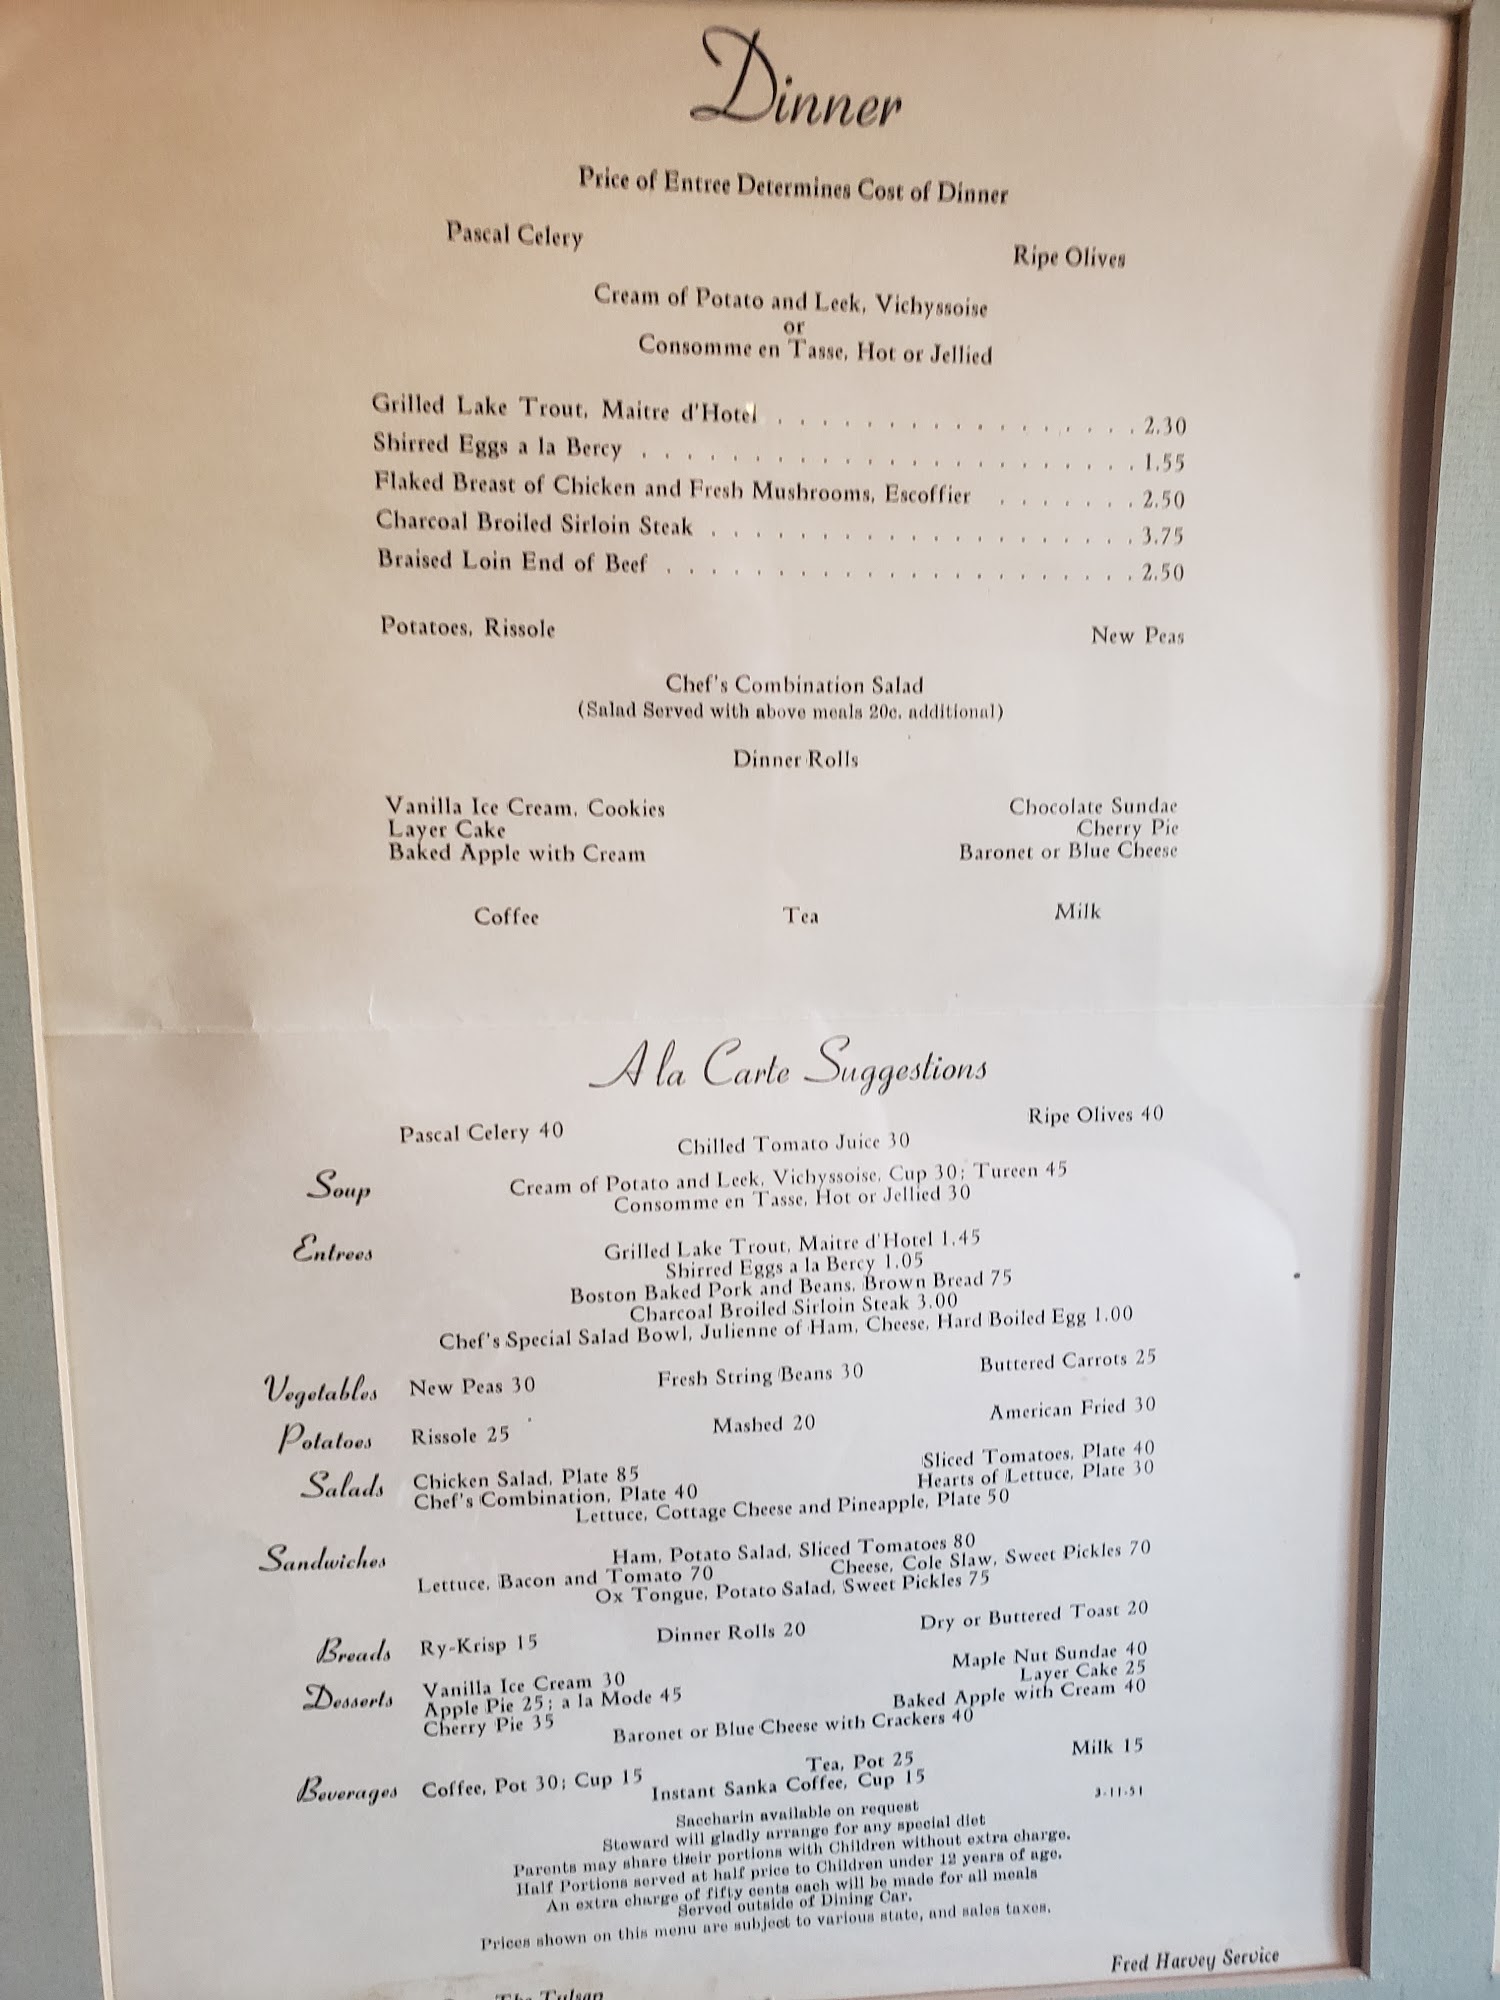 Dinner
Price of Entree Determines Cost of Dinner
Pascal Celery Ripe Olives
Cream of Potato and Leek, Vichyssoise
or
Consomme en Tasse, Hot or Jellied
Grilled Lake Trout, Maitre d'Hotel . . . . . . . . . . . . . 2.30
Shirred Eggs a la Bercy . . . . . . . . . . . . . . . . . 1.55
Flaked Breast of Chicken and Fresh Mushrooms, Escoffier . . . . . 2.50
Charcoal Broiled Sirloin Steak . . . . . . . . . . . . . . . 3.75
Braised Loin End of Beef . . . . . . . . . . . . . . . . 2.50
Potatoes, Rissole New Peas
Chef's Combination Salad
(Salad Served with above meals 20c. additional)
Dinner Rolls
Vanilla Ice Cream, Cookies Chocolate Sundae
Layer Cake Cherry Pie
Baked Apple with Cream Baronet or Blue Cheese
Coffee Tea Milk
A la Carte Suggestions
Pascal Celery 40 Ripe Olives 40
Chilled Tomato Juice 30
Soup Cream of Potato and Leek, Vichyssoise, Cup 30; Tureen 45
Consomme en Tasse, Hot or Jellied 30
Entrees Grilled Lake Trout, Maitre d'Hotel 1.45
Shirred Eggs a la Bercy 1.05
Boston Baked Pork and Beans, Brown Bread 75
Charcoal Broiled Sirloin Steak 3.00
Chef's Special Salad Bowl, Julienne of Ham, Cheese, Hard Boiled Egg 1.00
Vegetables New Peas 30 Fresh String Beans 30 Buttered Carrots 25
Potatoes Rissole 25 Mashed 20 American Fried 30
Salads Chicken Salad, Plate 85 Sliced Tomatoes, Plate 40
Chef's Combination, Plate 40 Hearts of Lettuce, Plate 30
Lettuce, Cottage Cheese and Pineapple, Plate 50
Sandwiches Ham, Potato Salad, Sliced Tomatoes 80
Lettuce, Bacon and Tomato 70 Cheese, Cole Slaw, Sweet Pickles 70
Ox Tongue, Potato Salad, Sweet Pickles 75
Breads Ry-Krisp 15 Dinner Rolls 20 Dry or Buttered Toast 20
Desserts Vanilla Ice Cream 30 Maple Nut Sundae 40
Apple Pie 25; a la Mode 45 Layer Cake 25
Cherry Pie 35 Baked Apple with Cream 40
Baronet or Blue Cheese with Crackers 40
Beverages Coffee, Pot 30; Cup 15 Tea, Pot 25 Milk 15
Instant Sanka Coffee, Cup 15
3-11-51
Saccharin available on request
Steward will gladly arrange for any special diet
Parents may share their portions with Children without extra charge.
Half Portions served at half price to Children under 12 years of age.
An extra charge of fifty cents each will be made for all meals
Served outside of Dining Car.
Prices shown on this menu are subject to various state, and sales taxes.
Fred Harvey Service
The Tulsan